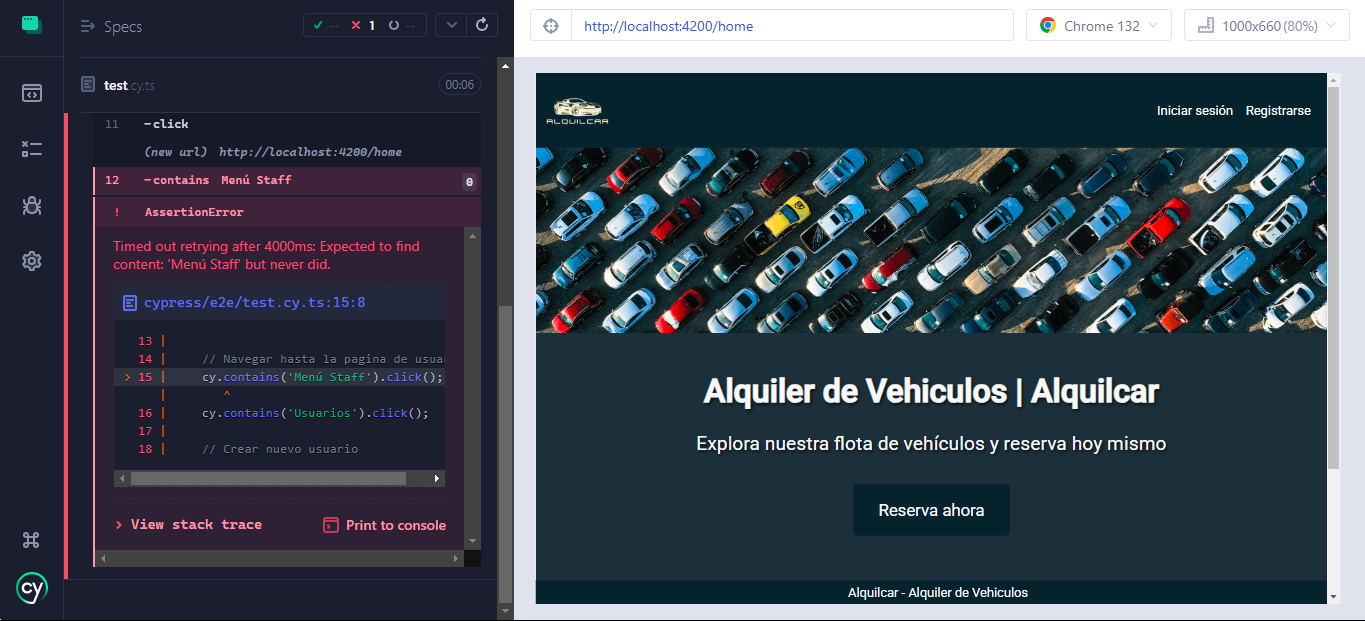 Specs
-- 1 --
test cy.ts
00:06
11 -click
(new url) http://localhost:4200/home
12 -contains Menú Staff 0
! AssertionError
Timed out retrying after 4000ms: Expected to find
content: 'Menú Staff' but never did.
cypress/e2e/test.cy.ts:15:8
13 |
14 | // Navegar hasta la pagina de usua
> 15 | cy.contains('Menú Staff').click();
| ^
16 | cy.contains('Usuarios').click();
17 |
18 | // Crear nuevo usuario
> View stack trace
Print to console
cy
http://localhost:4200/home
Chrome 132
1000x660 (80%)
ALQUILCAR
Iniciar sesión Registrarse
Alquiler de Vehiculos | Alquilcar
Explora nuestra flota de vehículos y reserva hoy mismo
Reserva ahora
Alquilcar - Alquiler de Vehiculos